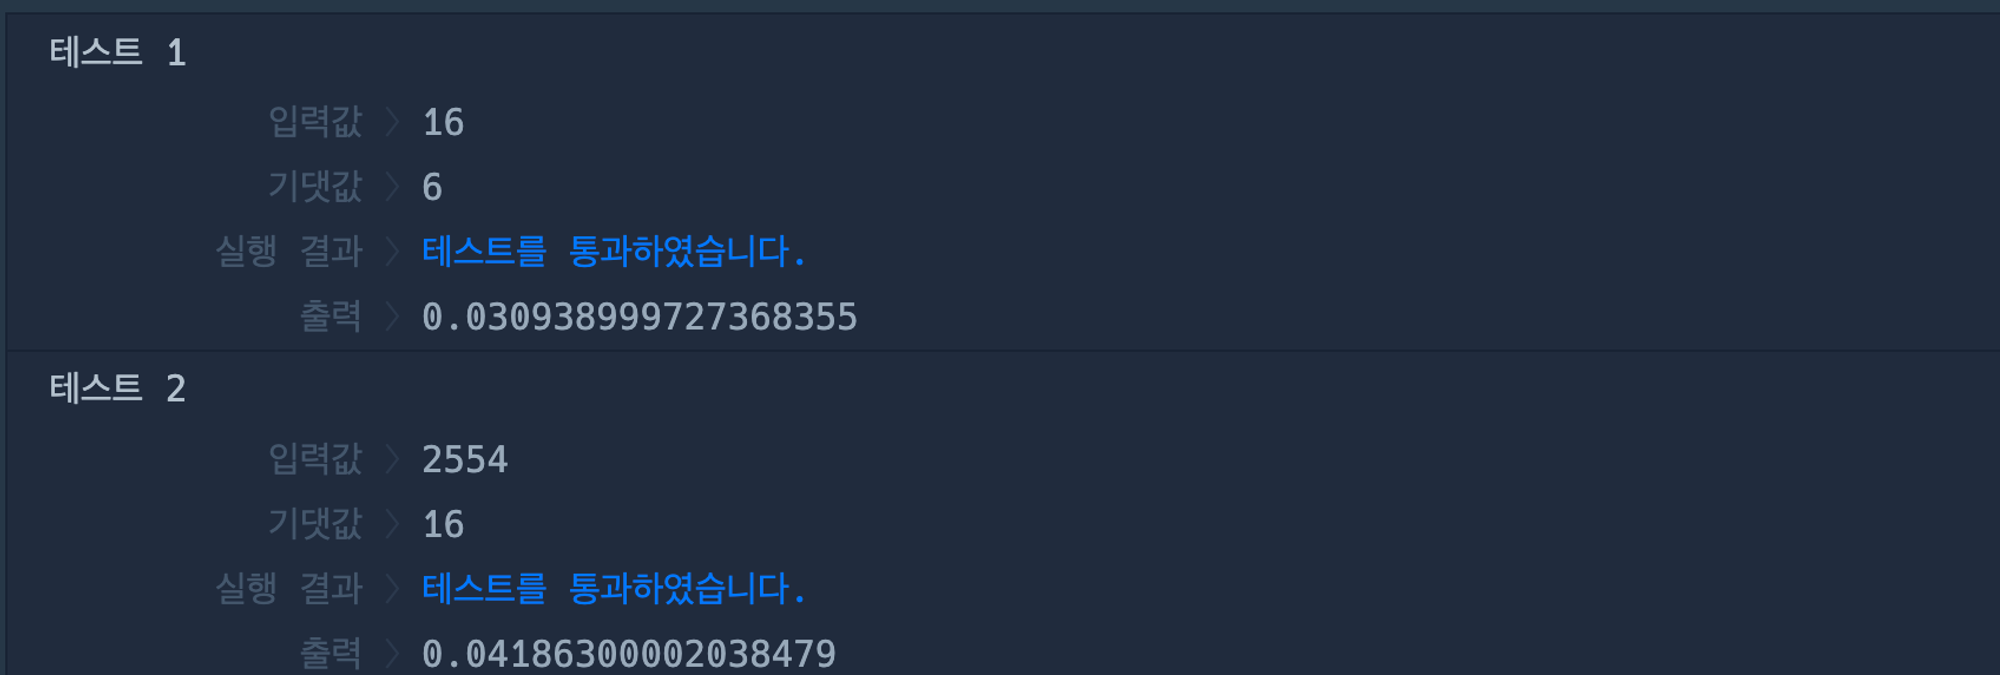 테스트 1
입력값 〉 16
기댓값 〉 6
실행 결과 〉 테스트를 통과하였습니다.
출력 〉 0.030938999727368355
테스트 2
입력값 〉 2554
기댓값 〉 16
실행 결과 〉 테스트를 통과하였습니다.
출력 〉 0.04186300002038479